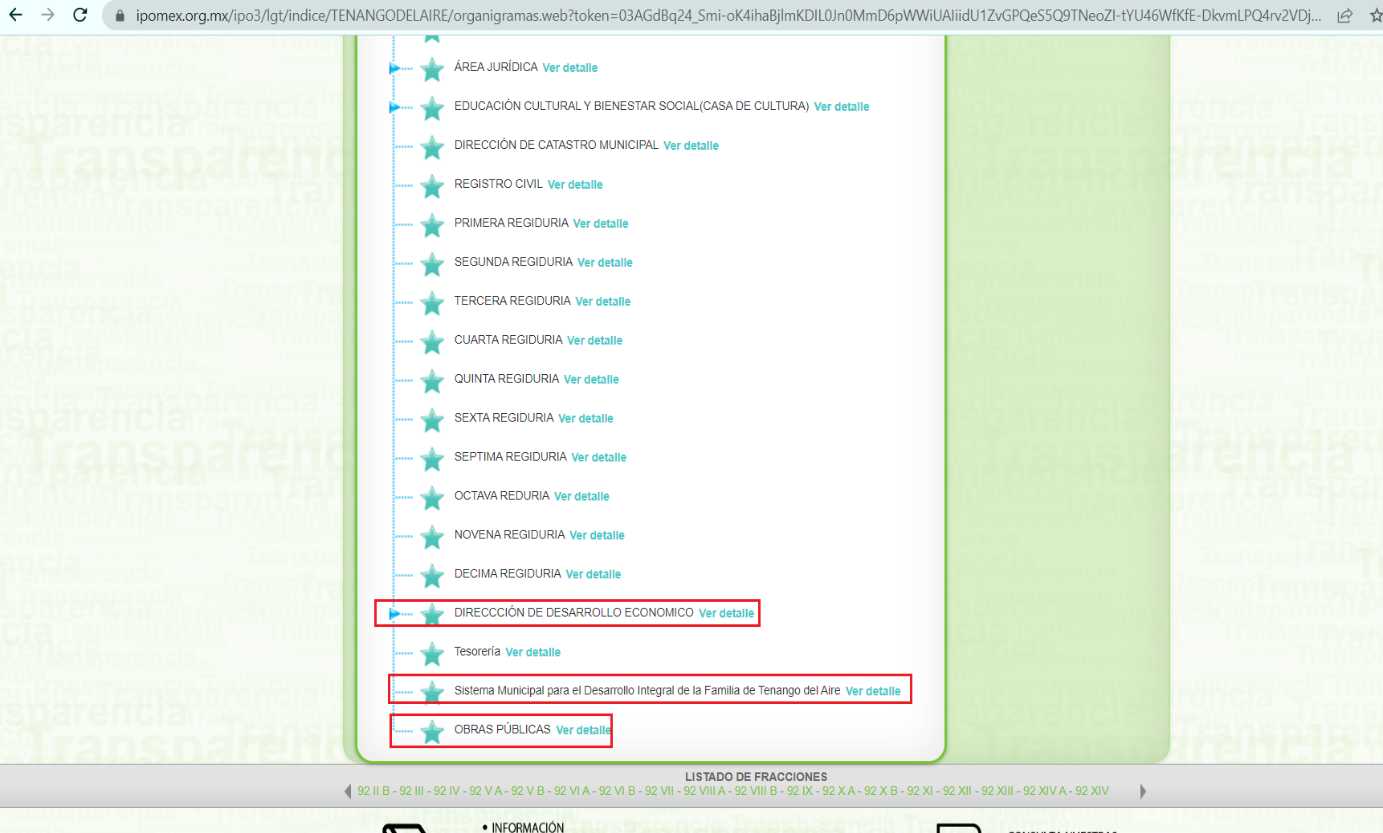 ipomex.org.mx/ipo3/lgt/indice/TENANGODELAIRE/organigramas.web?token=03AGdBq24_Smi-oK4ihaBjlmKDIL0Jn0MmD6pWWiUAIiidU1ZvGPQeS5Q9TNeoZI-tYU46WfKfE-DkvmLPQ4rv2VDj...
ÁREA JURÍDICA Ver detalle
EDUCACIÓN CULTURAL Y BIENESTAR SOCIAL(CASA DE CULTURA) Ver detalle
DIRECCIÓN DE CATASTRO MUNICIPAL Ver detalle
REGISTRO CIVIL Ver detalle
PRIMERA REGIDURIA Ver detalle
SEGUNDA REGIDURIA Ver detalle
TERCERA REGIDURIA Ver detalle
CUARTA REGIDURIA Ver detalle
QUINTA REGIDURIA Ver detalle
SEXTA REGIDURIA Ver detalle
SEPTIMA REGIDURIA Ver detalle
OCTAVA REDURIA Ver detalle
NOVENA REGIDURIA Ver detalle
DECIMA REGIDURIA Ver detalle
DIRECCCIÓN DE DESARROLLO ECONOMICO Ver detalle
Tesorería Ver detalle
Sistema Municipal para el Desarrollo Integral de la Familia de Tenango del Aire Ver detalle
OBRAS PÚBLICAS Ver detalle
LISTADO DE FRACCIONES
92 II B - 92 III - 92 IV - 92 V A - 92 V B - 92 VI A - 92 VI B - 92 VII - 92 VIII A - 92 VIII B - 92 IX - 92 X A - 92 X B - 92 XI - 92 XII - 92 XIII - 92 XIV A - 92 XIV
• INFORMACIÓN